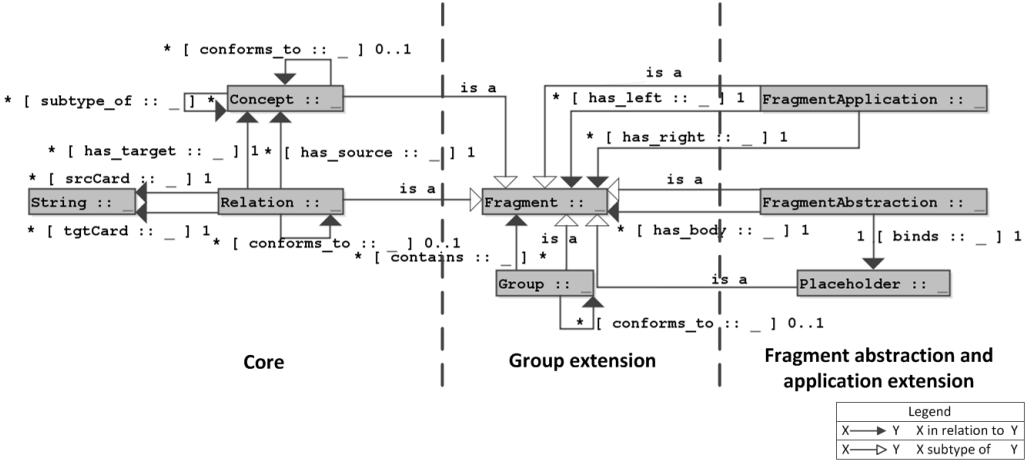 * [ conforms_to :: _ ] 0..1
is a
is a
* [ subtype_of :: _ ] *
Concept :: _
* [ has_left :: _ ] 1
FragmentApplication :: _
* [ has_right :: _ ] 1
* [ has_target :: _ ] 1
* [ has_source :: _ ] 1
* [ srcCard :: _ ] 1
is a
is a
String :: _
Relation :: _
Fragment :: _
FragmentAbstraction :: _
* [ tgtCard :: _ ] 1
* [ conforms_to :: _ ] 0..1
is a
* [ has_body :: _ ] 1
1 [ binds :: _ ] 1
* [ contains :: _ ] *
Group :: _
is a
Placeholder :: _
* [ conforms_to :: _ ] 0..1
Core
Group extension
Fragment abstraction and
application extension
Legend
X Y X in relation to Y
X Y X subtype of Y